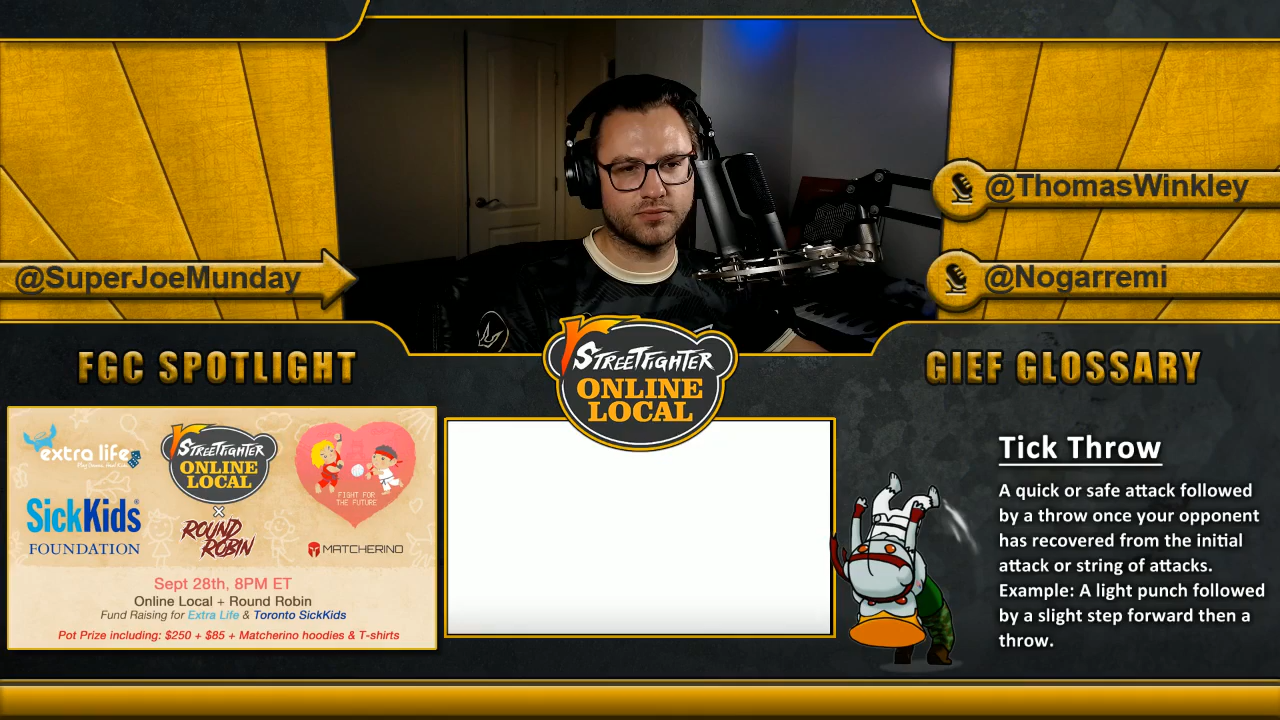 @ThomasWinkley
@SuperJoeMunday
@Nogarremi
FGC SPOTLIGHT
STREETFIGHTER
ONLINE
LOCAL
GIEF GLOSSARY
extra life
STREETFIGHTER
ONLINE
LOCAL
SickKids®
FOUNDATION
×
ROUND
ROBIN
FIGHT FOR
THE FUTURE
MATCHERINO
Sept 28th, 8PM ET
Online Local + Round Robin
Fund Raising for Extra Life & Toronto SickKids
Pot Prize including: $250 + $85 + Matcherino hoodies & T-shirts
Tick Throw
A quick or safe attack followed
by a throw once your opponent
has recovered from the initial
attack or string of attacks.
Example: A light punch followed
by a slight step forward then a
throw.